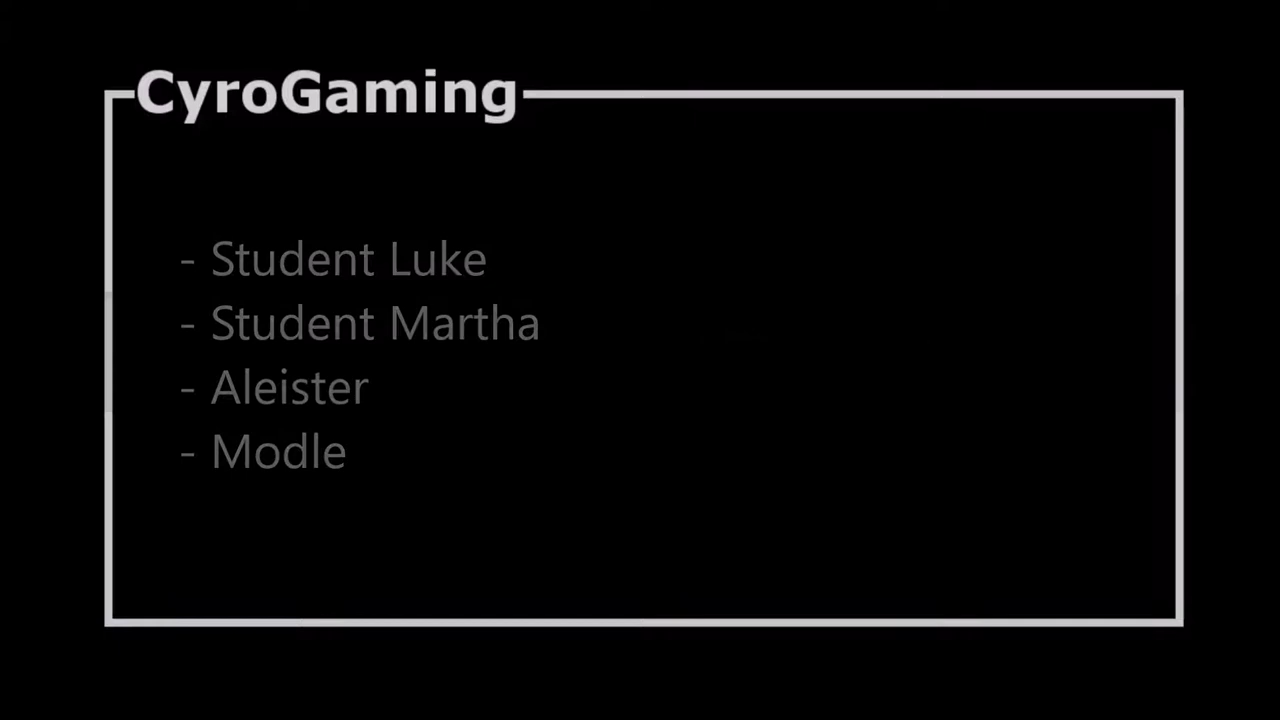 CyroGaming
- Student Luke
- Student Martha
- Aleister
- Modle